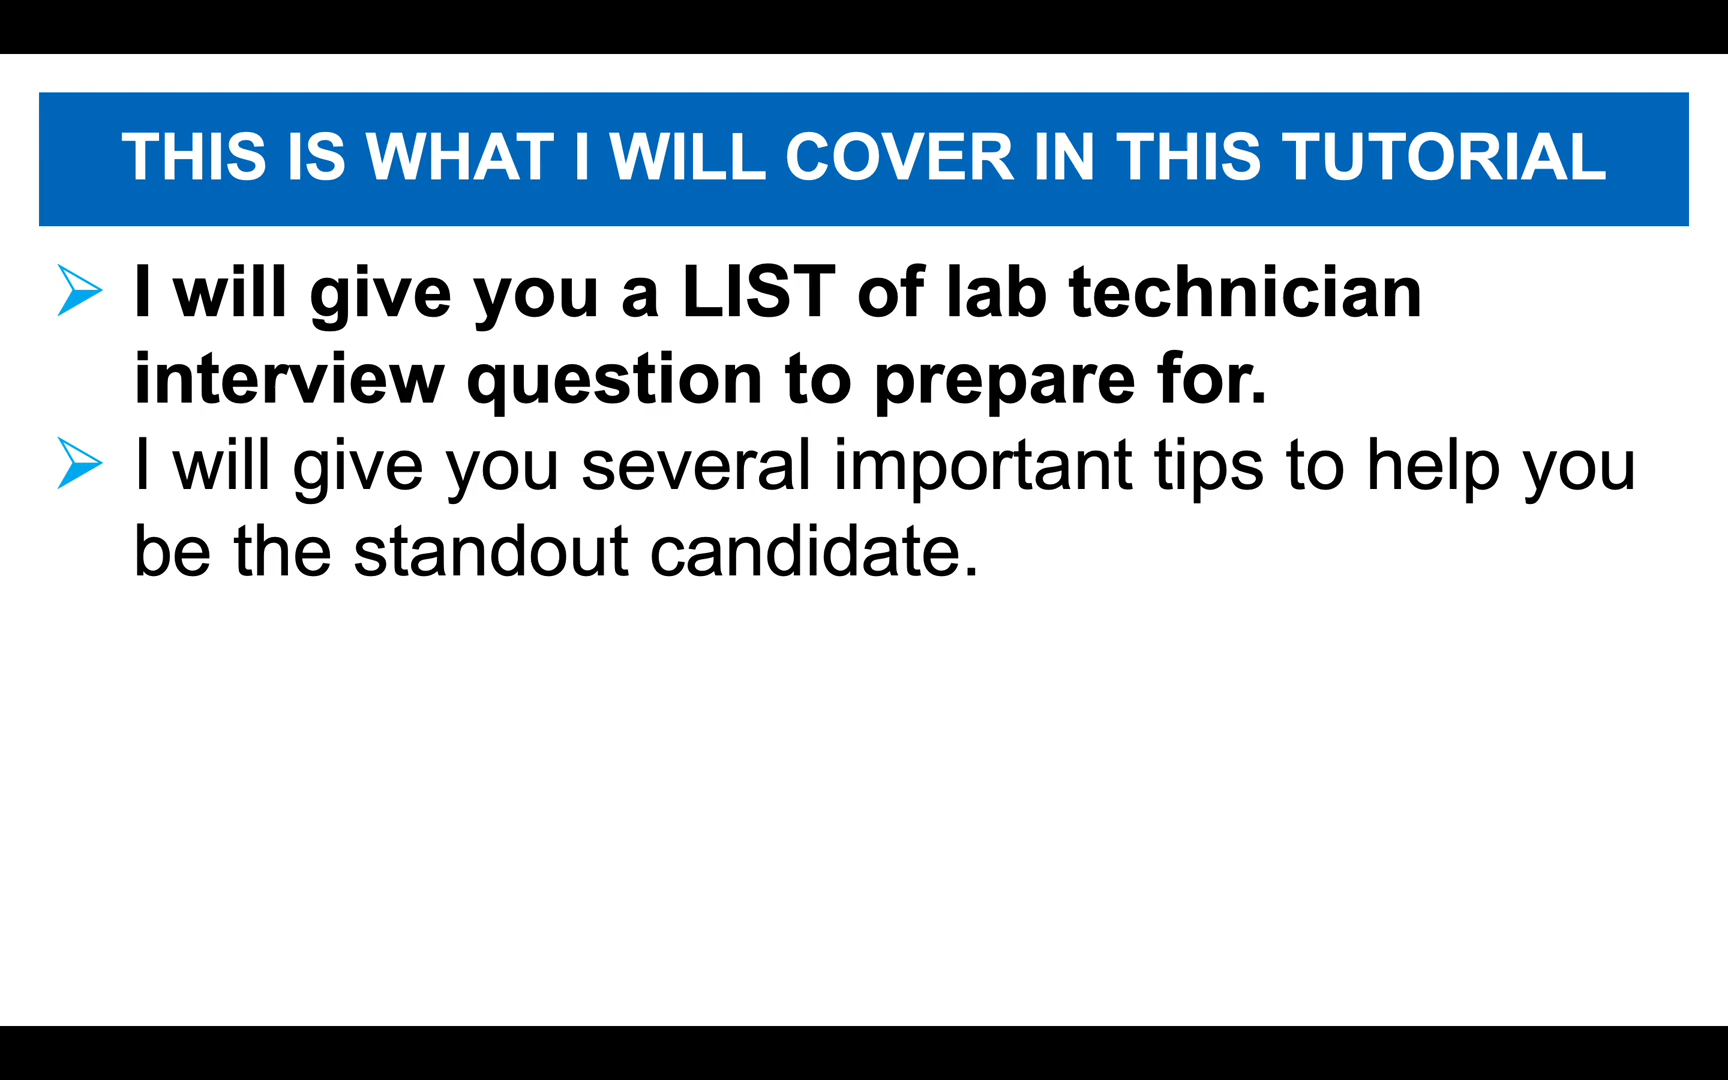 THIS IS WHAT I WILL COVER IN THIS TUTORIAL
I will give you a LIST of lab technician
interview question to prepare for.
I will give you several important tips to help you
be the standout candidate.